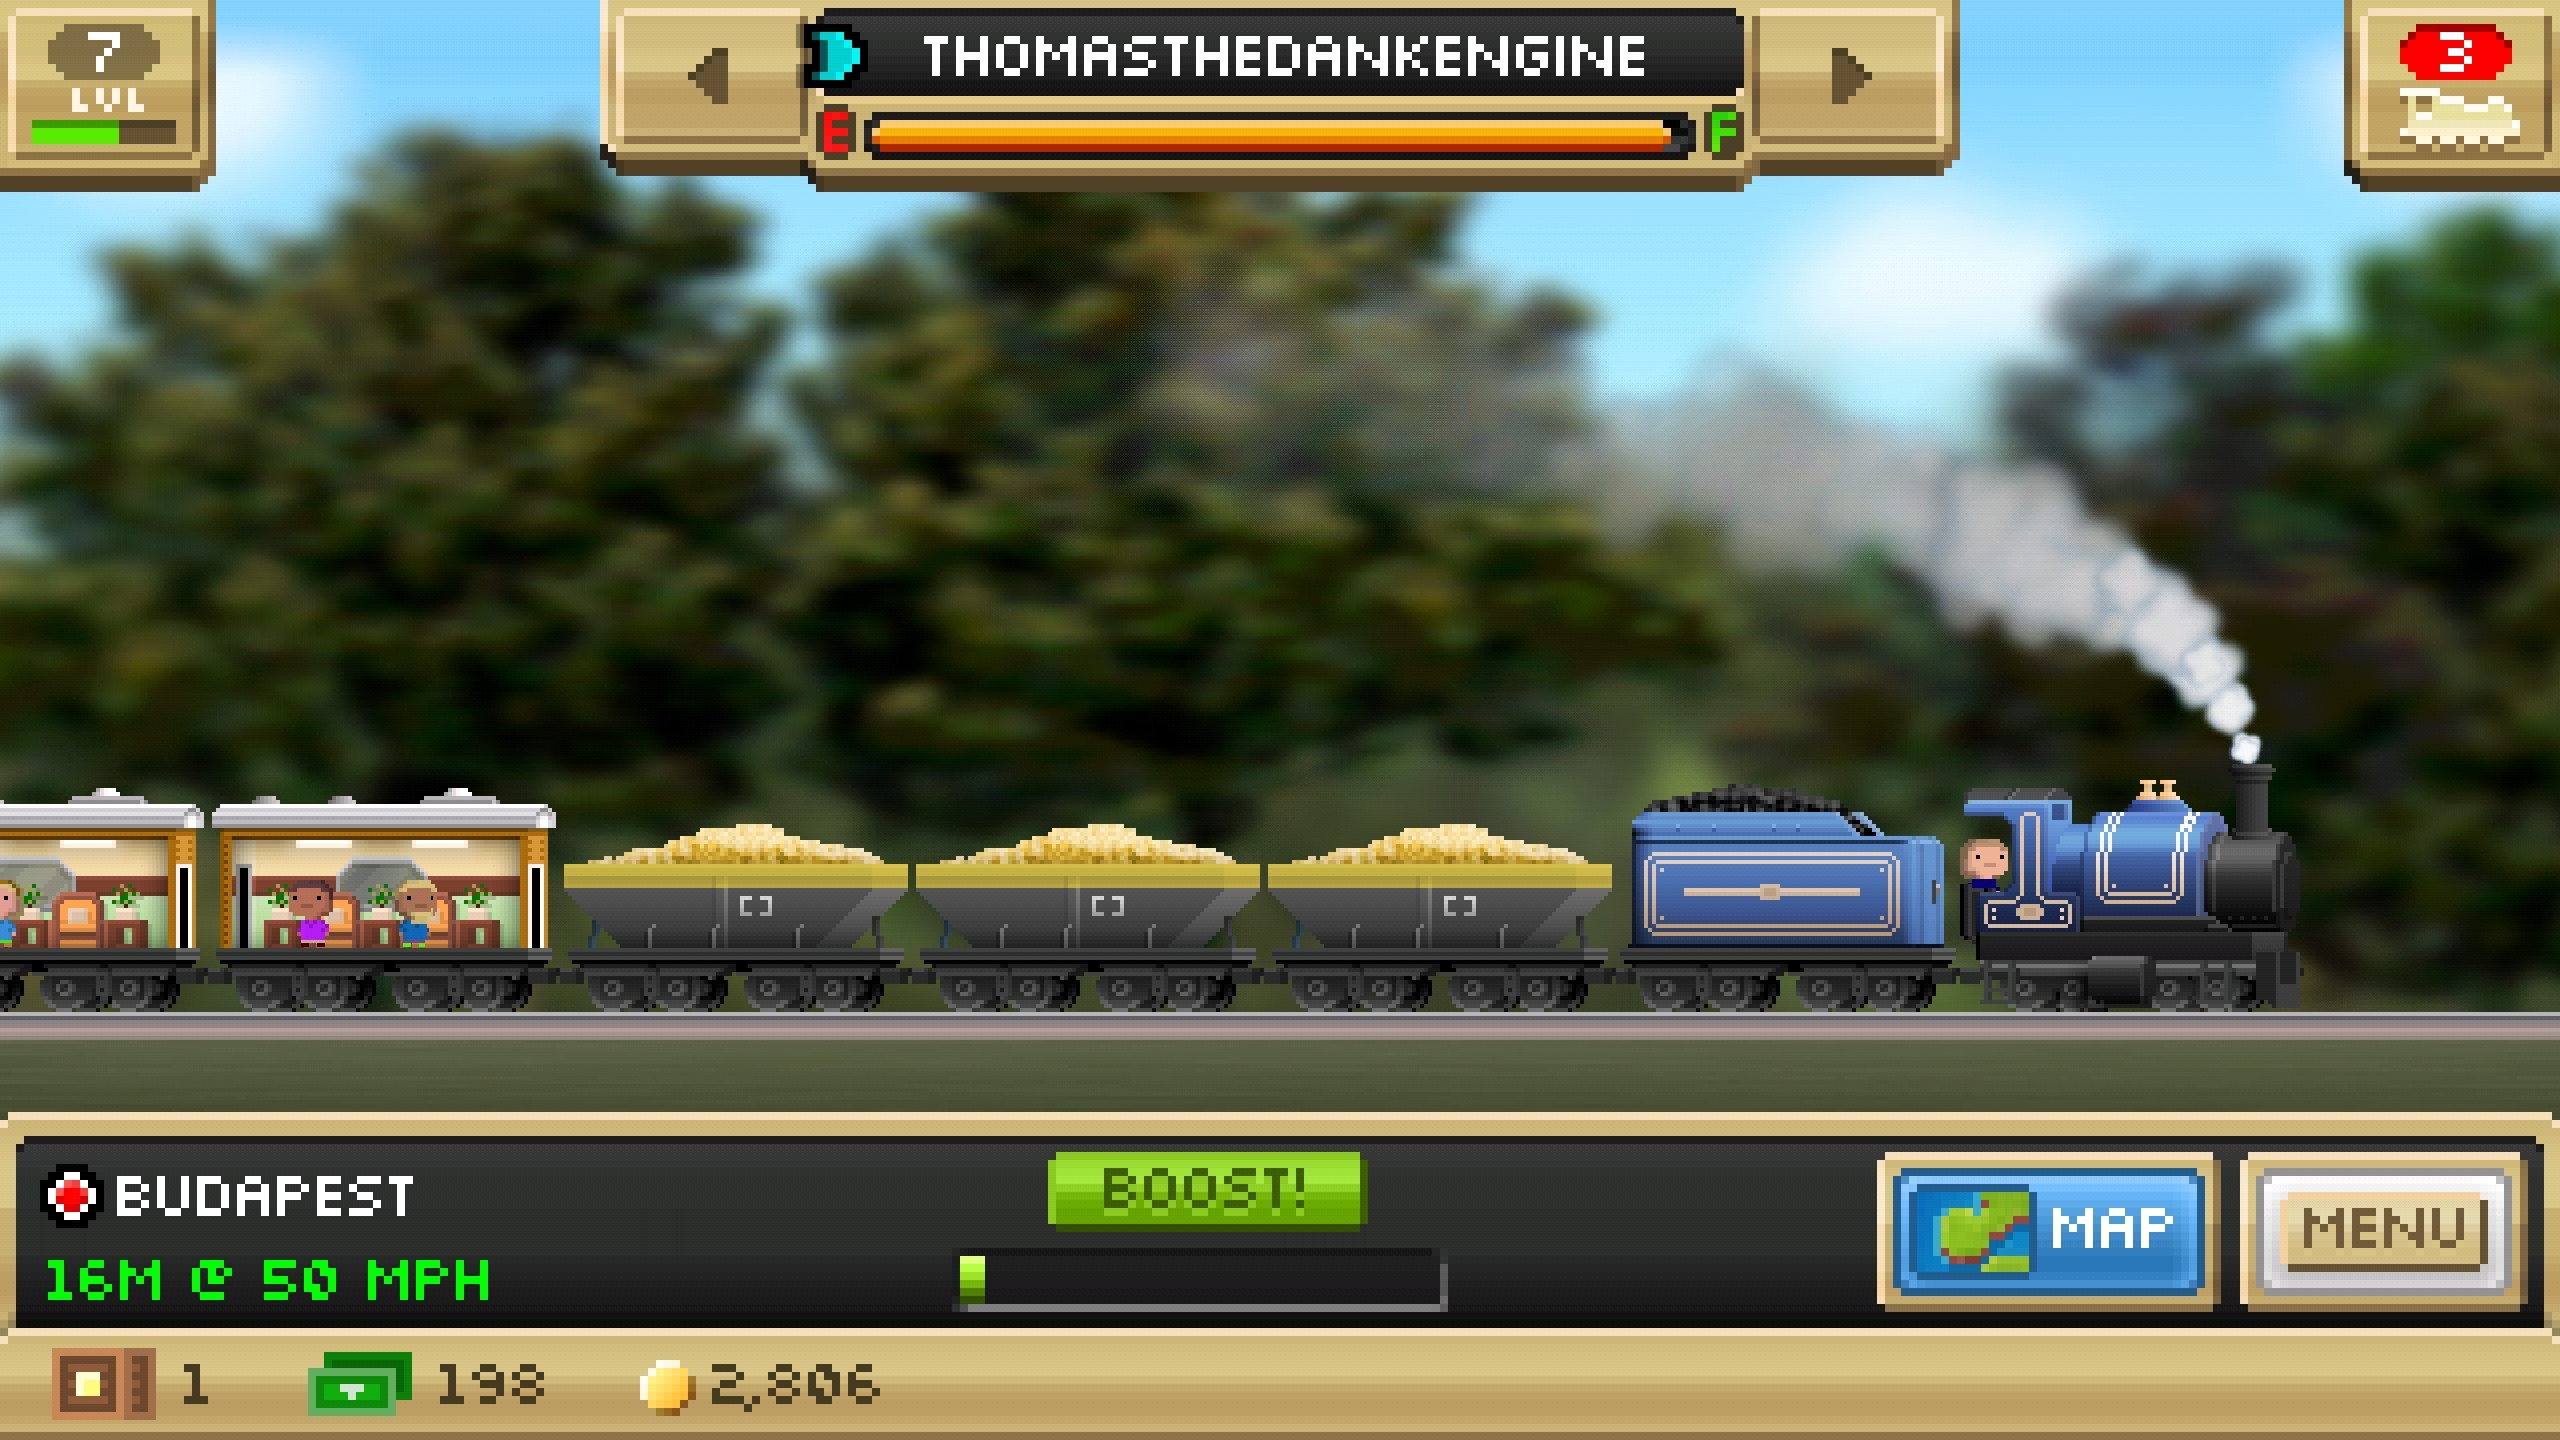 7
LVL
THOMASTHEDANKENGINE
E F
3
BUDAPEST
16M @ 50 MPH
BOOST!
MAP
MENU
1 198 2,806